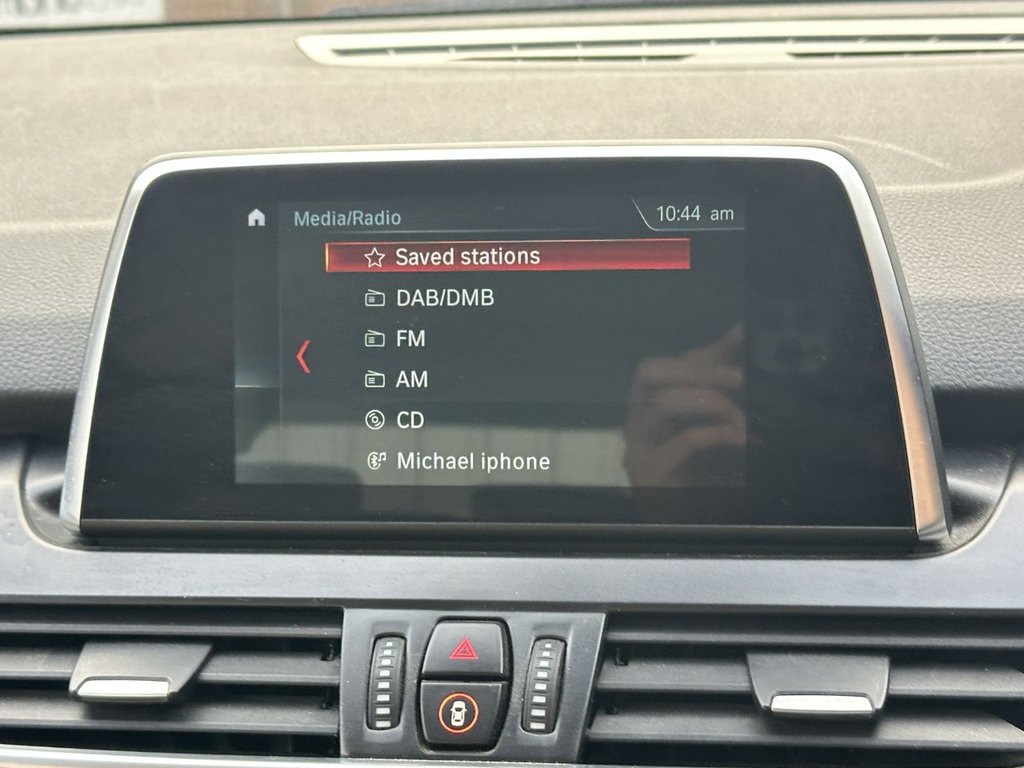 Media/Radio
10:44 am
Saved stations
DAB/DMB
FM
AM
CD
Michael iphone